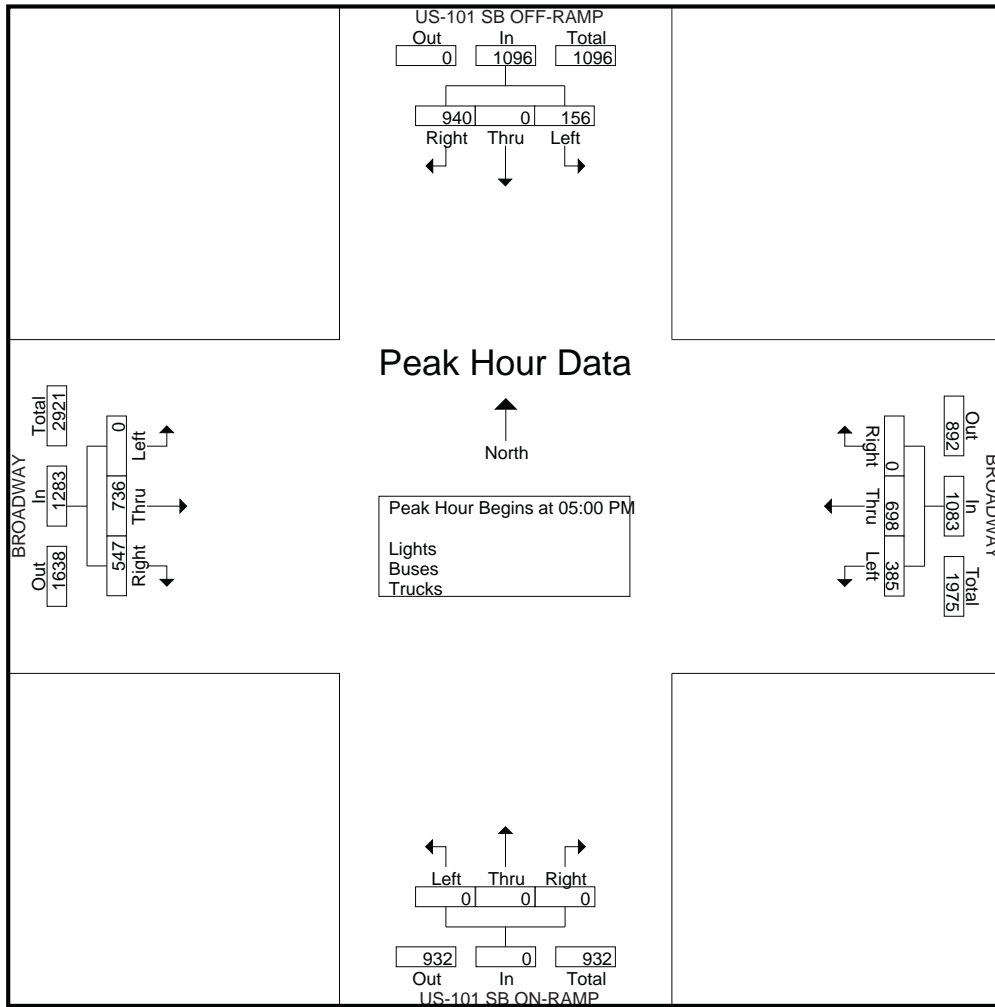 US-101 SB OFF-RAMP
Out In Total
0 1096 1096
940 0 156
Right Thru Left
Peak Hour Data
North
Peak Hour Begins at 05:00 PM
Lights
Buses
Trucks
BROADWAY
Out In Total
1638 1283 2921
547 736 0
Right Thru Left
BROADWAY
Out In Total
892 1083 1975
0 698 385
Right Thru Left
Left Thru Right
0 0 0
932 0 932
Out In Total
US-101 SB ON-RAMP